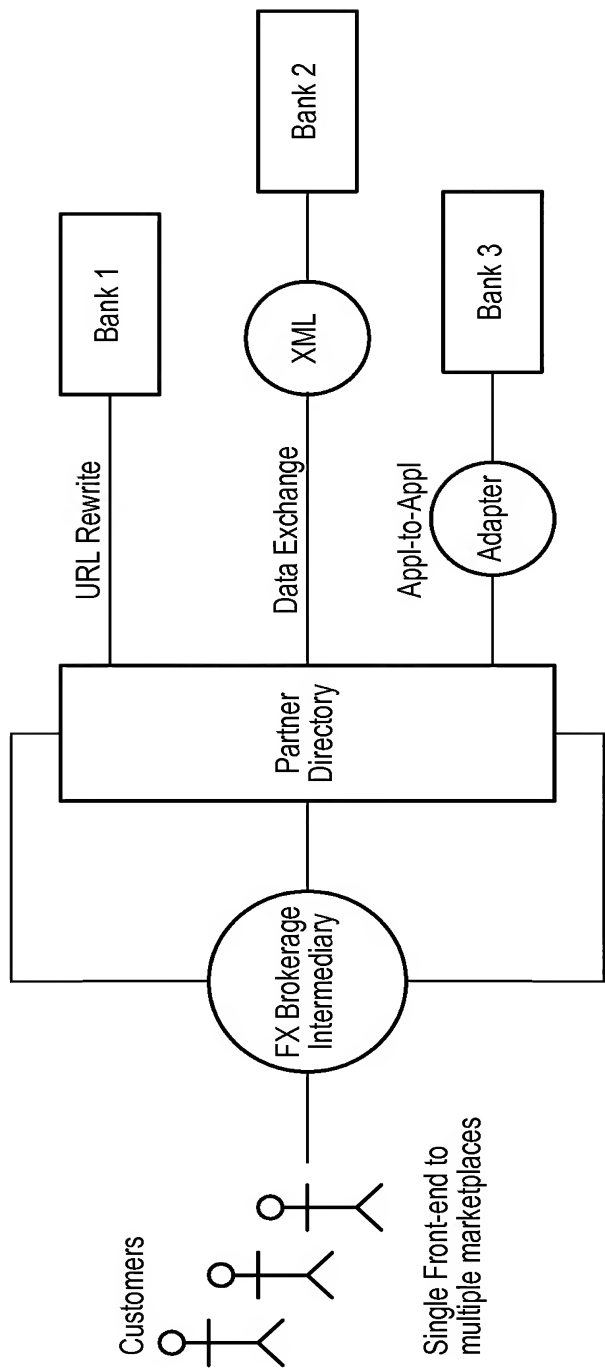 Customers
Single Front-end to
multiple marketplaces
FX Brokerage
Intermediary
Partner
Directory
URL Rewrite
Bank 1
Data Exchange
XML
Bank 2
Appl-to-Appl
Adapter
Bank 3